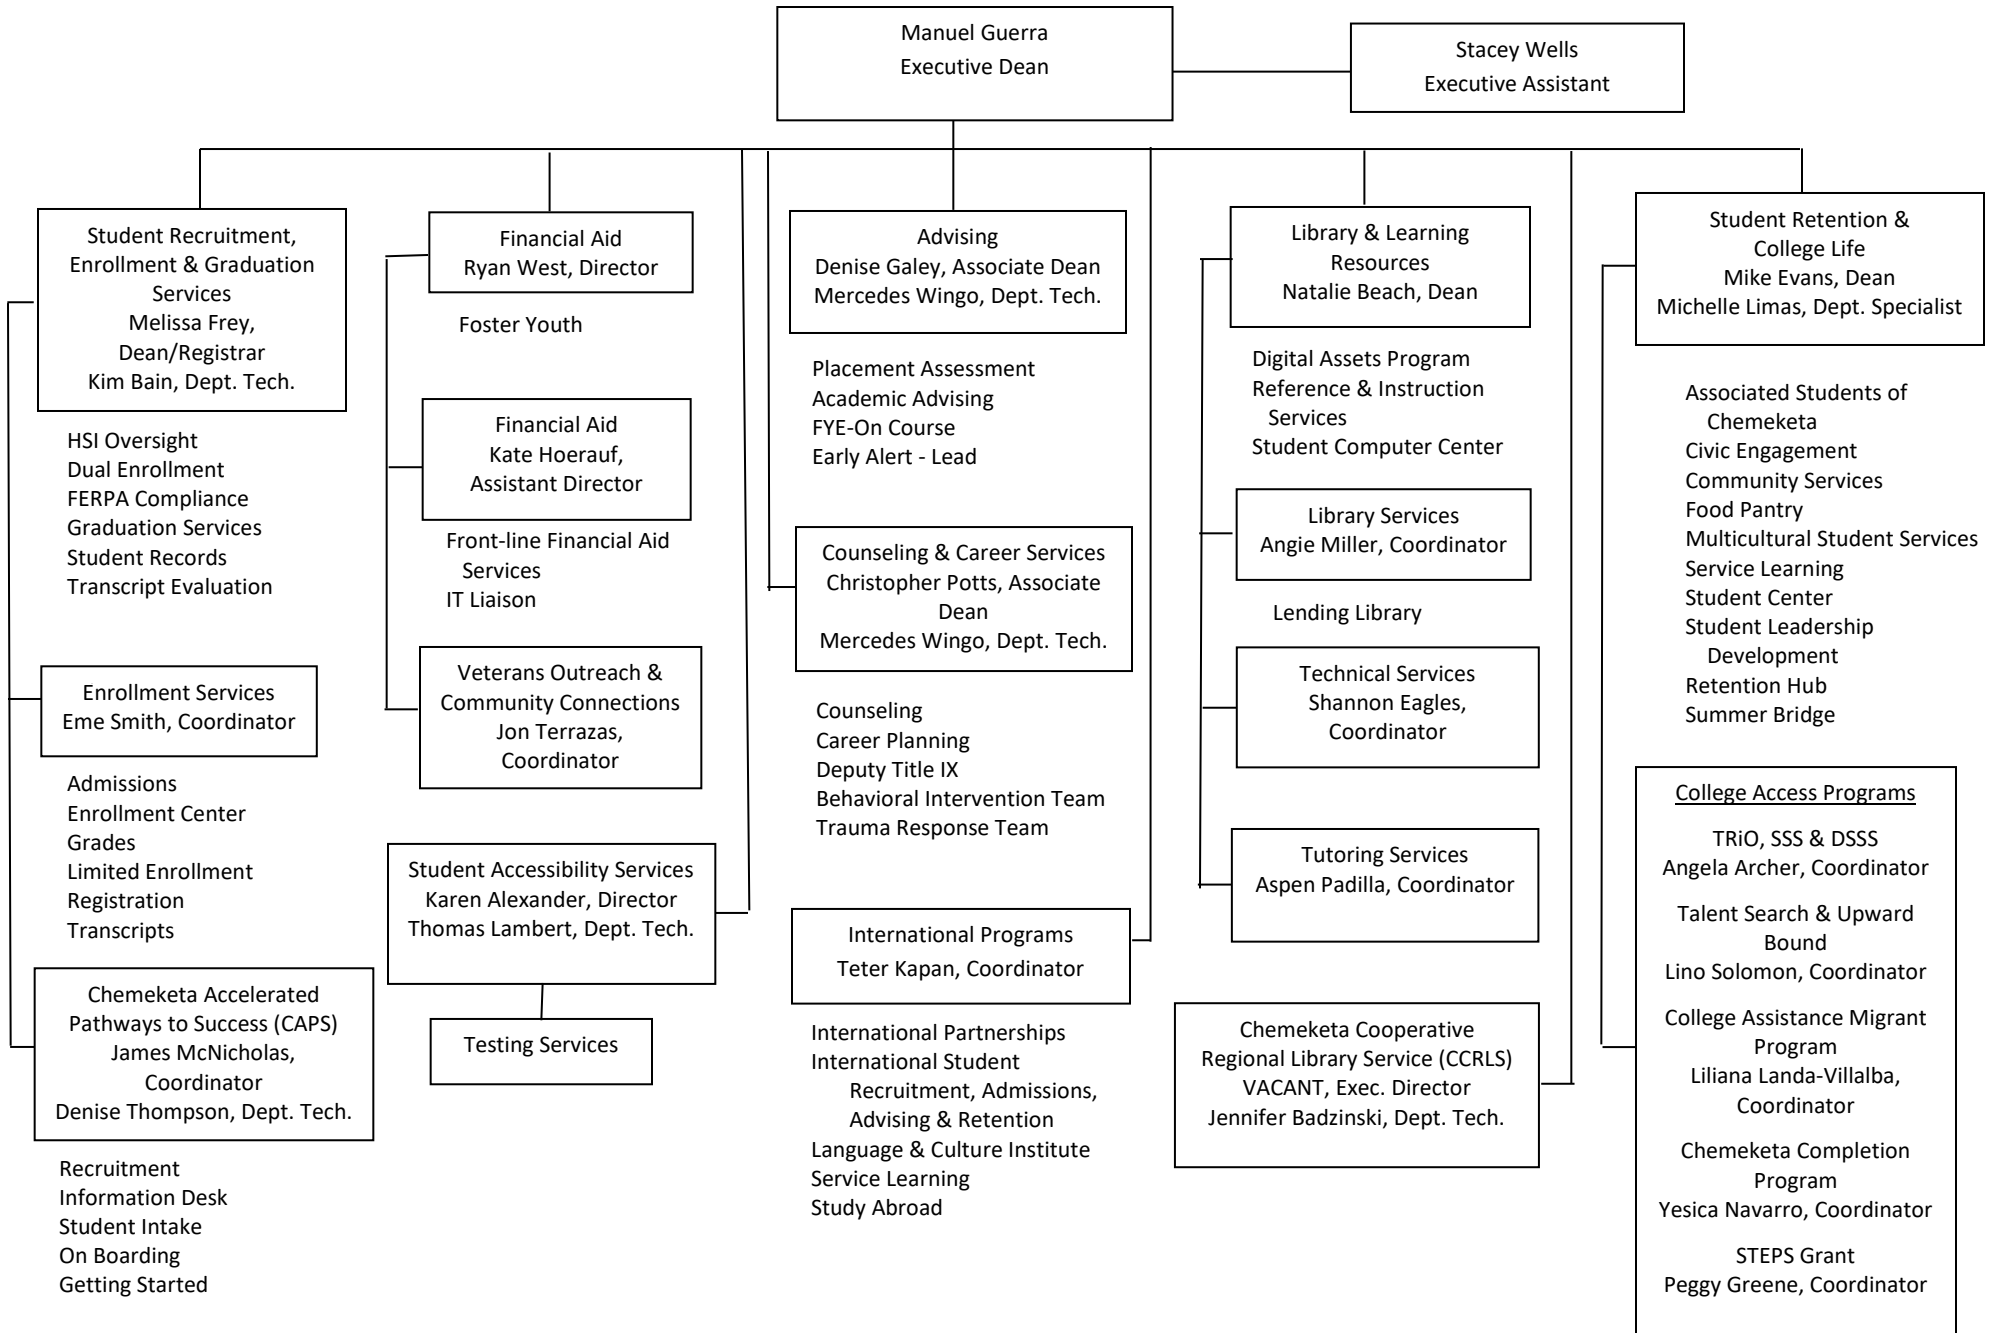 Manuel Guerra
Executive Dean
Stacey Wells
Executive Assistant
Student Recruitment,
Enrollment & Graduation
Services
Melissa Frey,
Dean/Registrar
Kim Bain, Dept. Tech.
HSI Oversight
Dual Enrollment
FERPA Compliance
Graduation Services
Student Records
Transcript Evaluation
Enrollment Services
Eme Smith, Coordinator
Admissions
Enrollment Center
Grades
Limited Enrollment
Registration
Transcripts
Chemeketa Accelerated
Pathways to Success (CAPS)
James McNicholas,
Coordinator
Denise Thompson, Dept. Tech.
Recruitment
Information Desk
Student Intake
On Boarding
Getting Started
Financial Aid
Ryan West, Director
Foster Youth
Financial Aid
Kate Hoerauf,
Assistant Director
Front-line Financial Aid
Services
IT Liaison
Veterans Outreach &
Community Connections
Jon Terrazas,
Coordinator
Student Accessibility Services
Karen Alexander, Director
Thomas Lambert, Dept. Tech.
Testing Services
Advising
Denise Galey, Associate Dean
Mercedes Wingo, Dept. Tech.
Placement Assessment
Academic Advising
FYE-On Course
Early Alert - Lead
Counseling & Career Services
Christopher Potts, Associate
Dean
Mercedes Wingo, Dept. Tech.
Counseling
Career Planning
Deputy Title IX
Behavioral Intervention Team
Trauma Response Team
International Programs
Teter Kapan, Coordinator
International Partnerships
International Student
Recruitment, Admissions,
Advising & Retention
Language & Culture Institute
Service Learning
Study Abroad
Library & Learning
Resources
Natalie Beach, Dean
Digital Assets Program
Reference & Instruction
Services
Student Computer Center
Library Services
Angie Miller, Coordinator
Lending Library
Technical Services
Shannon Eagles,
Coordinator
Tutoring Services
Aspen Padilla, Coordinator
Chemeketa Cooperative
Regional Library Service (CCRLS)
VACANT, Exec. Director
Jennifer Badzinski, Dept. Tech.
Student Retention &
College Life
Mike Evans, Dean
Michelle Limas, Dept. Specialist
Associated Students of
Chemeketa
Civic Engagement
Community Services
Food Pantry
Multicultural Student Services
Service Learning
Student Center
Student Leadership
Development
Retention Hub
Summer Bridge
College Access Programs
TRiO, SSS & DSSS
Angela Archer, Coordinator
Talent Search & Upward
Bound
Lino Solomon, Coordinator
College Assistance Migrant
Program
Liliana Landa-Villalba,
Coordinator
Chemeketa Completion
Program
Yesica Navarro, Coordinator
STEPS Grant
Peggy Greene, Coordinator